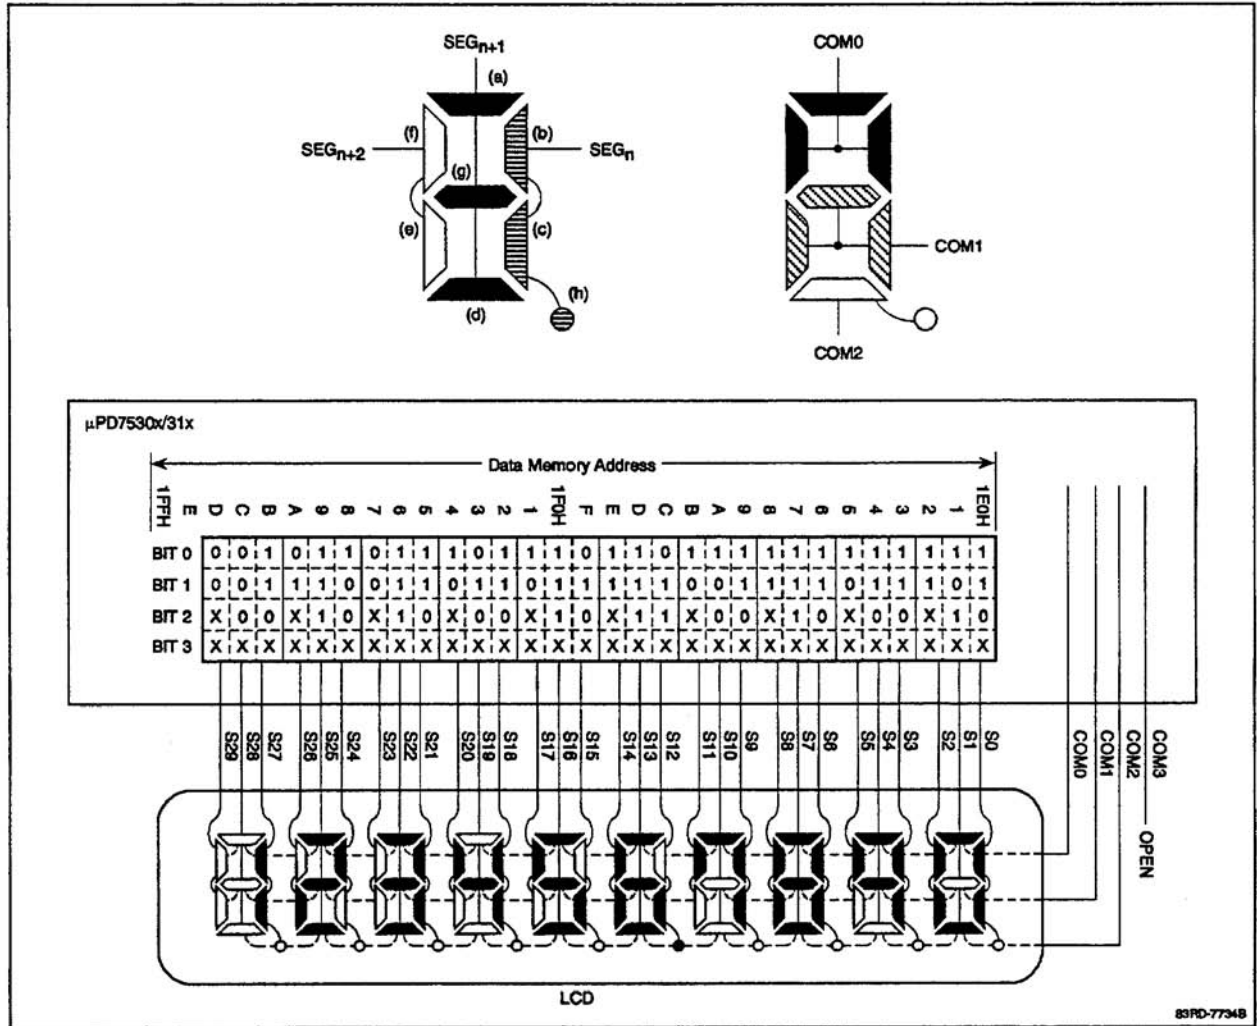 SEGn+1
(a)
(f)
(b)
SEGn+2
SEGn
(g)
(e)
(c)
(h)
(d)
COM0
COM1
COM2
µPD7530x/31x
Data Memory Address
1FFH E D C B A 9 8 7 6 5 4 3 2 1 1F0H F E D C B A 9 8 7 6 5 4 3 2 1 1E0H
BIT 0 0 0 1 0 1 1 0 1 1 1 0 1 1 1 0 1 1 0 1 1 1 1 1 1 1 1 1 1 1 1
BIT 1 0 0 1 1 1 0 0 1 1 0 1 1 0 1 1 1 1 1 0 0 1 1 1 1 0 1 1 1 0 1
BIT 2 X 0 0 X 1 0 X 1 0 X 0 0 X 1 0 X 1 1 X 0 0 X 1 0 X 0 0 X 1 0
BIT 3 X X X X X X X X X X X X X X X X X X X X X X X X X X X X X X
S29 S28 S27 S26 S25 S24 S23 S22 S21 S20 S19 S18 S17 S16 S15 S14 S13 S12 S11 S10 S9 S8 S7 S6 S5 S4 S3 S2 S1 S0
COM0 COM1 COM2 COM3
OPEN
LCD
83RD-7734B